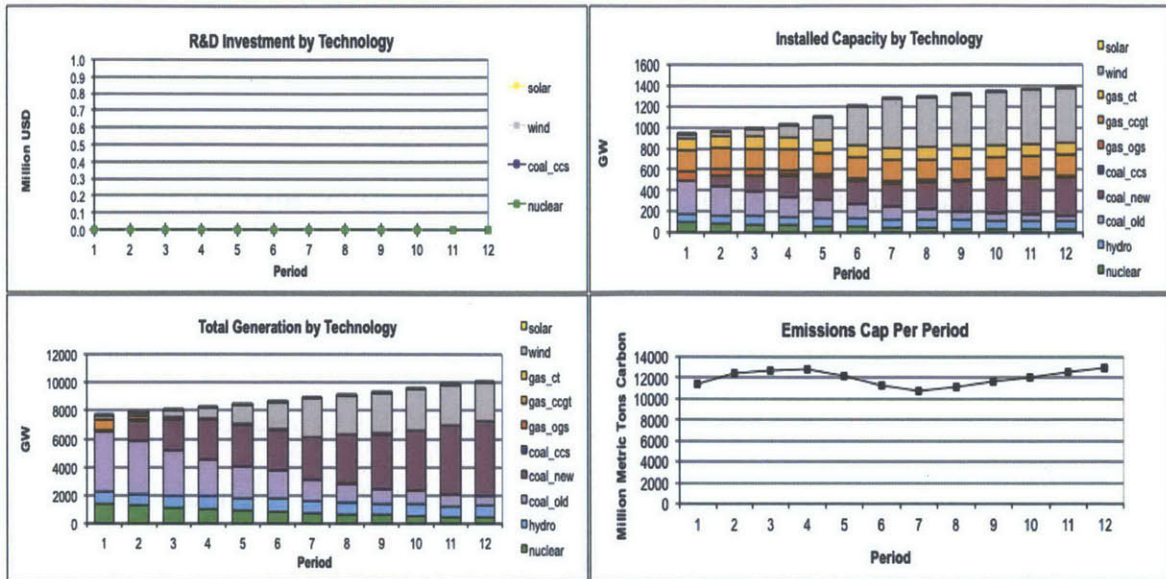 R&D Investment by Technology
Million USD
1.0
0.9
0.8
0.7
0.6
0.5
0.4
0.3
0.2
0.1
0.0
1 2 3 4 5 6 7 8 9 10 11 12
Period
solar
wind
coal_ccs
nuclear
Installed Capacity by Technology
GW
1600
1400
1200
1000
800
600
400
200
0
1 2 3 4 5 6 7 8 9 10 11 12
Period
solar
wind
gas_ct
gas_ccgt
gas_ogs
coal_ccs
coal_new
coal_old
hydro
nuclear
Total Generation by Technology
GW
12000
10000
8000
6000
4000
2000
0
1 2 3 4 5 6 7 8 9 10 11 12
Period
solar
wind
gas_ct
gas_ccgt
gas_ogs
coal_ccs
coal_new
coal_old
hydro
nuclear
Emissions Cap Per Period
Million Metric Tons Carbon
14000
12000
10000
8000
6000
4000
2000
0
1 2 3 4 5 6 7 8 9 10 11 12
Period